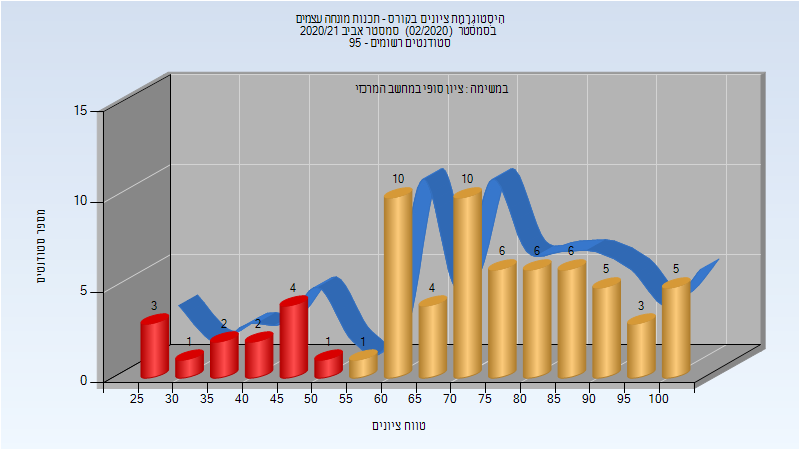 היסטוגרמת ציונים בקורס - תכנות מונחה עצמים
בסמסטר (02/2020) סמסטר אביב 2020/21
סטודנטים רשומים - 95
במשימה : ציון סופי במחשב המרכזי
מספר סטודנטים
15
10
5
0
3 1 2 2 4 1 1 10 4 10 6 6 6 5 3 5
25 30 35 40 45 50 55 60 65 70 75 80 85 90 95 100
טווח ציונים